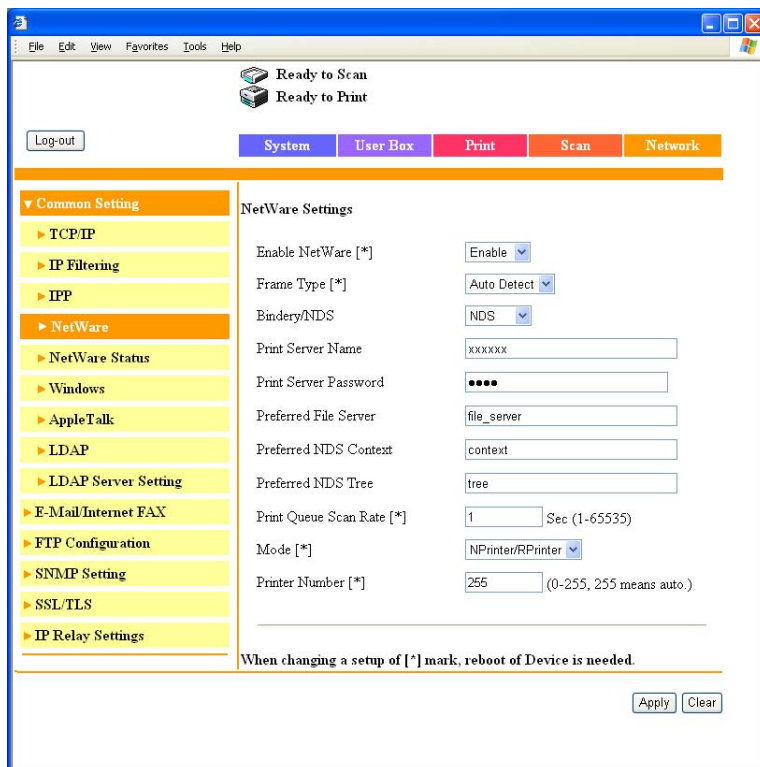 File Edit View Favorites Tools Help
Ready to Scan
Ready to Print
Log-out
System User Box Print Scan Network
Common Setting
TCP/IP
IP Filtering
IPP
NetWare
NetWare Status
Windows
AppleTalk
LDAP
LDAP Server Setting
E-Mail/Internet FAX
FTP Configuration
SNMP Setting
SSL/TLS
IP Relay Settings
NetWare Settings
Enable NetWare [*] Enable
Frame Type [*] Auto Detect
Bindery/NDS NDS
Print Server Name xxxxxx
Print Server Password ●●●●
Preferred File Server file_server
Preferred NDS Context context
Preferred NDS Tree tree
Print Queue Scan Rate [*] 1 Sec (1-65535)
Mode [*] NPrinter/RPrinter
Printer Number [*] 255 (0-255, 255 means auto.)
When changing a setup of [*] mark, reboot of Device is needed.
Apply Clear